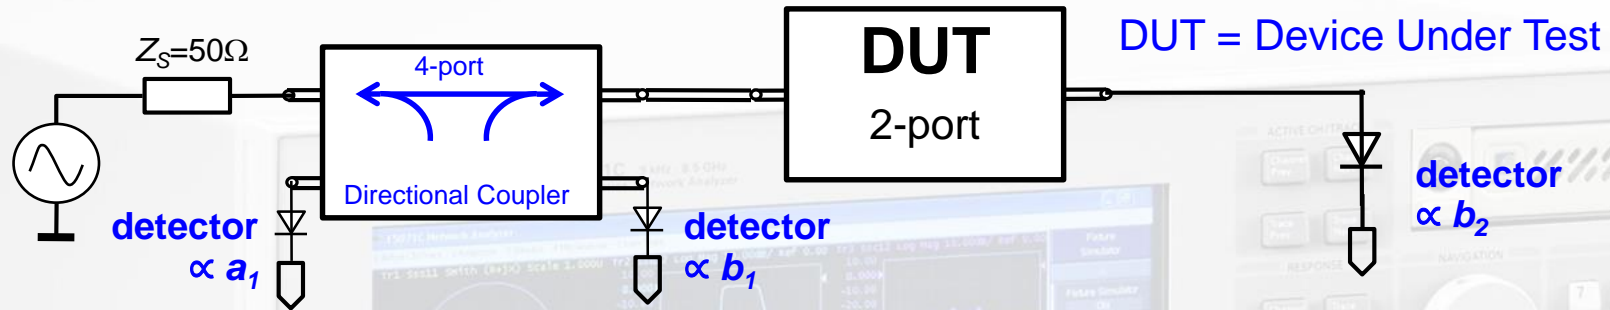 Z_S=50Ω
4-port
Directional Coupler
detector
∝ a_1
detector
∝ b_1
DUT
2-port
DUT = Device Under Test
detector
∝ b_2